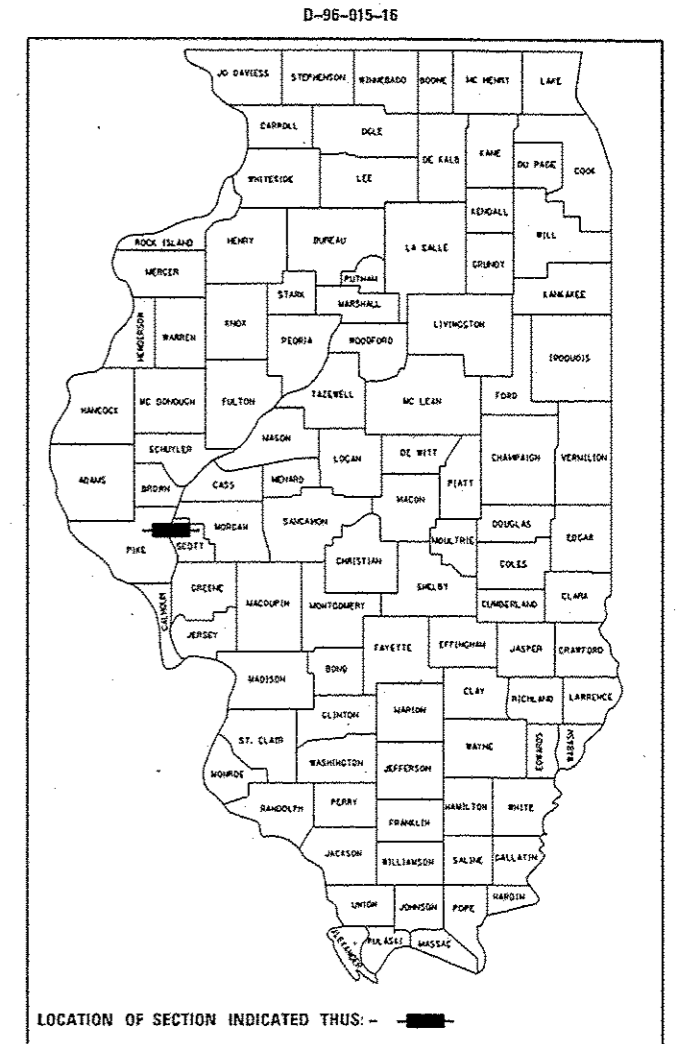 D-96-015-16
JO DAVIESS STEPHENSON WINNEBAGO BOONE MC HENRY LAKE
CARROLL OGLE DE KALB KANE DU PAGE COOK
WHITESIDE LEE
KENDALL WILL
ROCK ISLAND HENRY BUREAU LA SALLE GRUNDY
MERCER PUTNAM KANKAKEE
STARK MARSHALL LIVINGSTON
HENDERSON WARREN KNOX PEORIA WOODFORD IROQUOIS
HANCOCK MC DONOUGH FULTON TAZEWELL MC LEAN FORD
MASON
SCHUYLER LOGAN DE WITT CHAMPAIGN VERMILION
ADAMS BROWN CASS MENARD PIATT
MACON
PIKE SCOTT MORGAN SANGAMON MOULTRIE DOUGLAS EDGAR
CHRISTIAN COLES
CALHOUN GREENE MACOUPIN MONTGOMERY SHELBY CUMBERLAND CLARK
JERSEY FAYETTE EFFINGHAM JASPER CRAWFORD
MADISON BOND
CLAY RICHLAND LAWRENCE
CLINTON MARION
ST. CLAIR WAYNE EDWARDS WABASH
MONROE WASHINGTON JEFFERSON
RANDOLPH PERRY HAMILTON WHITE
FRANKLIN
JACKSON WILLIAMSON SALINE GALLATIN
UNION JOHNSON POPE HARDIN
ALEXANDER PULASKI MASSAC
LOCATION OF SECTION INDICATED THUS: -